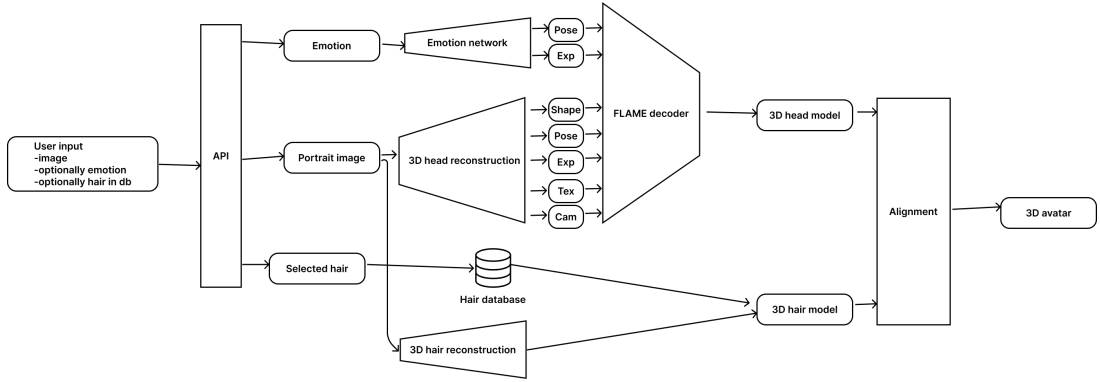 User input
-image
-optionally emotion
-optionally hair in db
API
Emotion
Emotion network
Pose
Exp
Portrait image
3D head reconstruction
Shape
Pose
Exp
Tex
Cam
FLAME decoder
3D head model
Selected hair
Hair database
3D hair reconstruction
3D hair model
Alignment
3D avatar